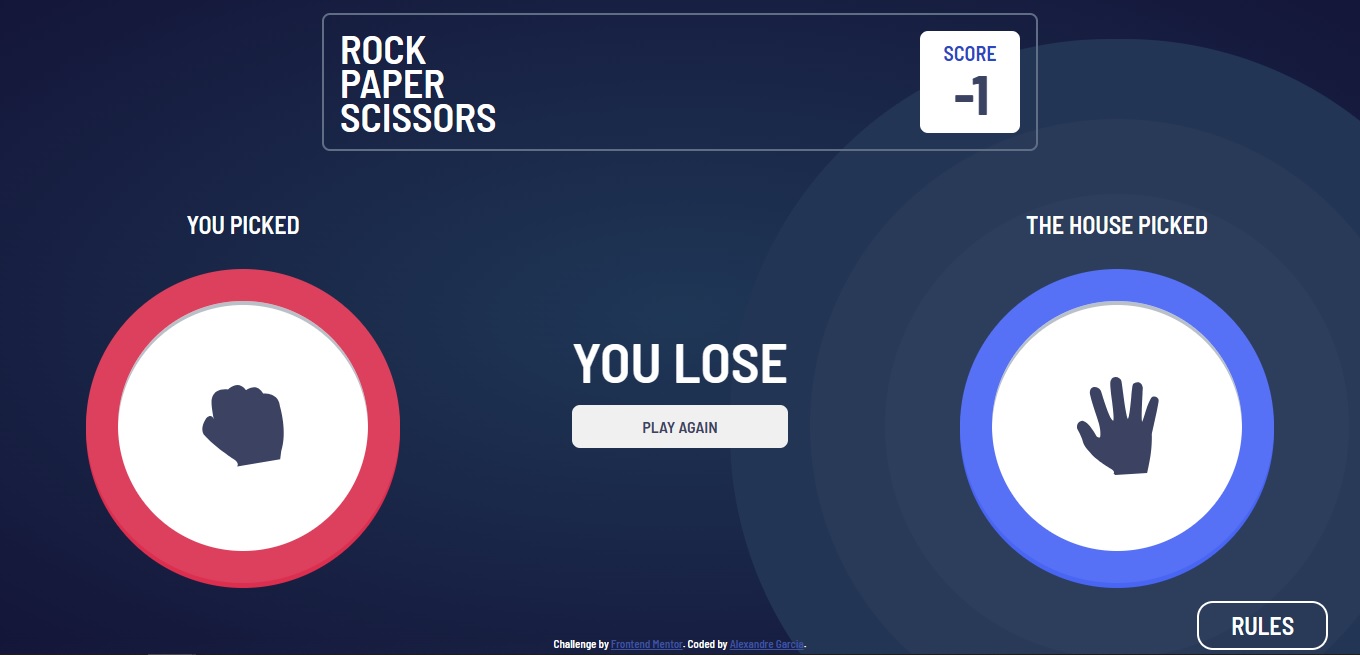 ROCK
PAPER
SCISSORS
SCORE
-1
YOU PICKED
THE HOUSE PICKED
YOU LOSE
PLAY AGAIN
RULES
Challenge by Frontend Mentor. Coded by Alexandre Garcia.